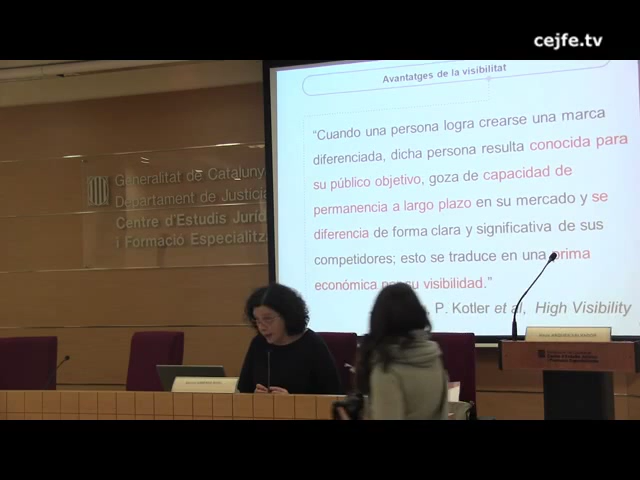 cejfe.tv
Avantatges de la visibilitat
“Cuando una persona logra crearse una marca
diferenciada, dicha persona resulta conocida para
su público objetivo, goza de capacidad de
permanencia a largo plazo en su mercado y se
diferencia de forma clara y significativa de sus
competidores; esto se traduce en una prima
económica por su visibilidad.”
P. Kotler et al, High Visibility
Generalitat de Catalunya
Departament de Justícia
Centre d'Estudis Jurí
i Formació Especialitz